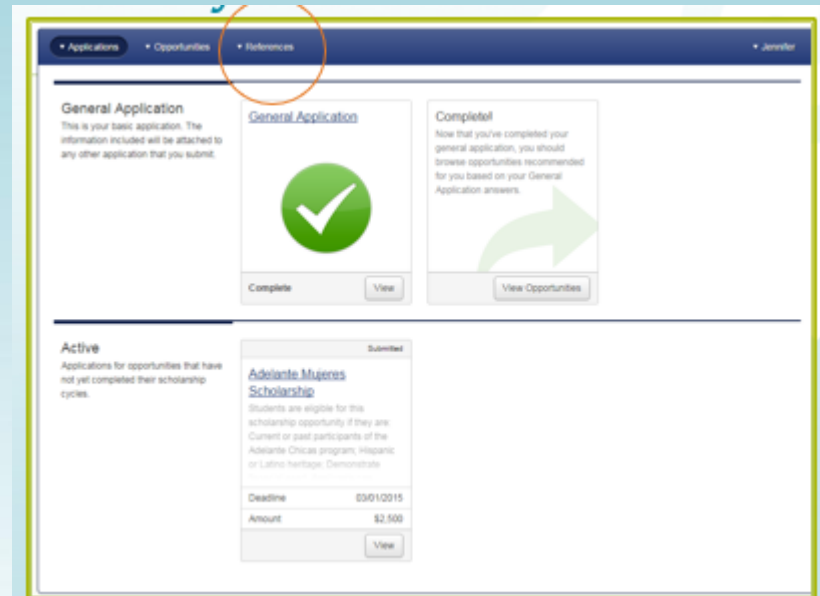 Applications Opportunities References Jennifer
General Application
This is your basic application. The
information included will be attached to
any other application that you submit.
General Application
Complete
View
Complete!
Now that you've completed your
general application, you should
browse opportunities recommended
for you based on your General
Application answers.
View Opportunities
Active
Applications for opportunities that have
not yet completed their scholarship
cycles.
Submitted
Adelante Mujeres
Scholarship
Students are eligible for this
scholarship opportunity if they are:
Current or past participants of the
Adelante Chicas program; Hispanic
or Latino heritage; Demonstrate
Deadline 03/01/2015
Amount $2,500
View